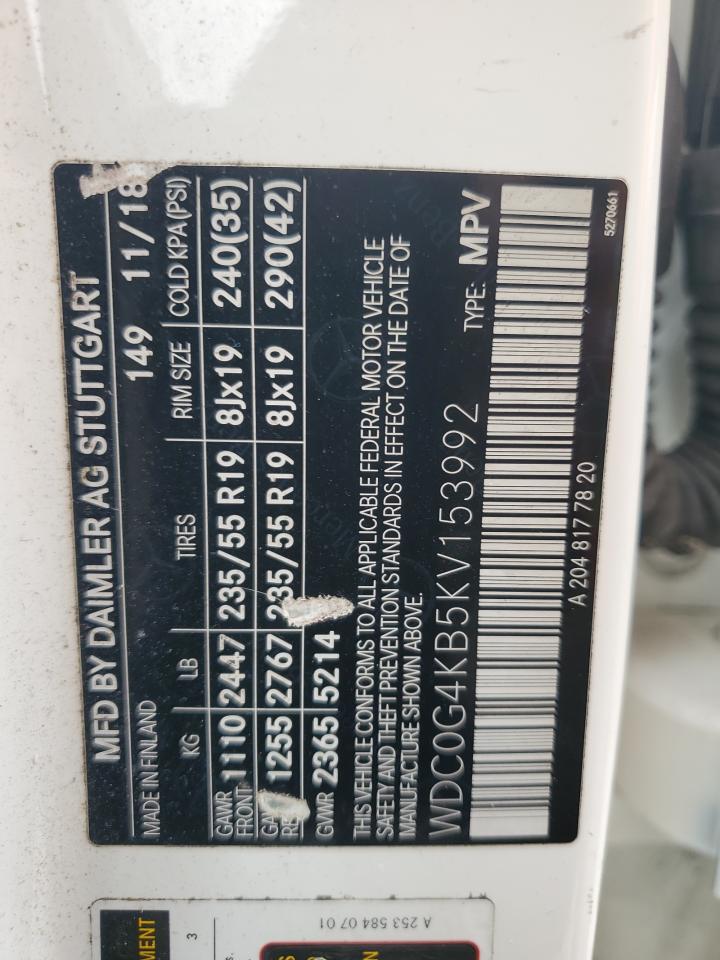 MFD BY DAIMLER AG STUTTGART
MADE IN FINLAND 149 11/18
KG LB TIRES RIM SIZE COLD KPA(PSI)
GAWR
FRONT 1110 2447 235/55 R19 8Jx19 240(35)
1255 2767 235/55 R19 8Jx19 290(42)
GVWR 2365 5214
THIS VEHICLE CONFORMS TO ALL APPLICABLE FEDERAL MOTOR VEHICLE
SAFETY AND THEFT PREVENTION STANDARDS IN EFFECT ON THE DATE OF
MANUFACTURE SHOWN ABOVE.
WDC0G4KB5KV153992 TYPE: MPV
A 204 817 78 20
5270661
A 253 584 07 01
MENT
3